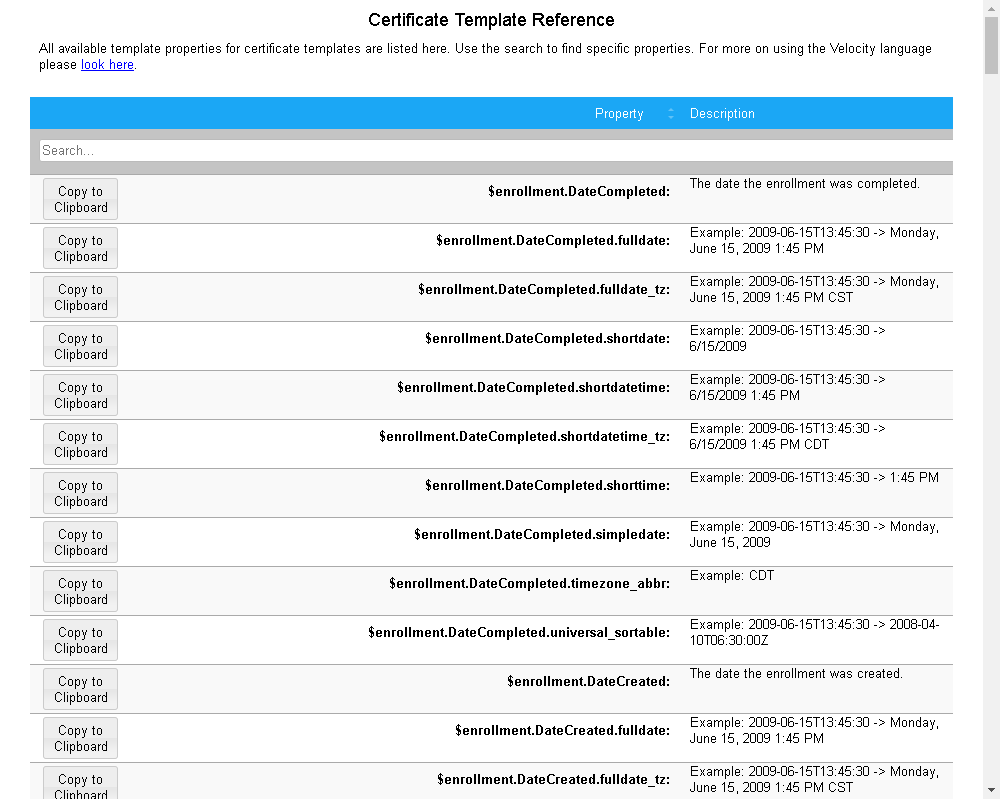 Certificate Template Reference
All available template properties for certificate templates are listed here. Use the search to find specific properties. For more on using the Velocity language
please look here.
Property Description
Search...
Copy to
Clipboard
$enrollment.DateCompleted:
The date the enrollment was completed.
Copy to
Clipboard
$enrollment.DateCompleted.fulldate:
Example: 2009-06-15T13:45:30 -> Monday,
June 15, 2009 1:45 PM
Copy to
Clipboard
$enrollment.DateCompleted.fulldate_tz:
Example: 2009-06-15T13:45:30 -> Monday,
June 15, 2009 1:45 PM CST
Copy to
Clipboard
$enrollment.DateCompleted.shortdate:
Example: 2009-06-15T13:45:30 ->
6/15/2009
Copy to
Clipboard
$enrollment.DateCompleted.shortdatetime:
Example: 2009-06-15T13:45:30 ->
6/15/2009 1:45 PM
Copy to
Clipboard
$enrollment.DateCompleted.shortdatetime_tz:
Example: 2009-06-15T13:45:30 ->
6/15/2009 1:45 PM CDT
Copy to
Clipboard
$enrollment.DateCompleted.shorttime:
Example: 2009-06-15T13:45:30 -> 1:45 PM
Copy to
Clipboard
$enrollment.DateCompleted.simpledate:
Example: 2009-06-15T13:45:30 -> Monday,
June 15, 2009
Copy to
Clipboard
$enrollment.DateCompleted.timezone_abbr:
Example: CDT
Copy to
Clipboard
$enrollment.DateCompleted.universal_sortable:
Example: 2009-06-15T13:45:30 -> 2008-04-
10T06:30:00Z
Copy to
Clipboard
$enrollment.DateCreated:
The date the enrollment was created.
Copy to
Clipboard
$enrollment.DateCreated.fulldate:
Example: 2009-06-15T13:45:30 -> Monday,
June 15, 2009 1:45 PM
Copy to
Clipboard
$enrollment.DateCreated.fulldate_tz:
Example: 2009-06-15T13:45:30 -> Monday,
June 15, 2009 1:45 PM CST